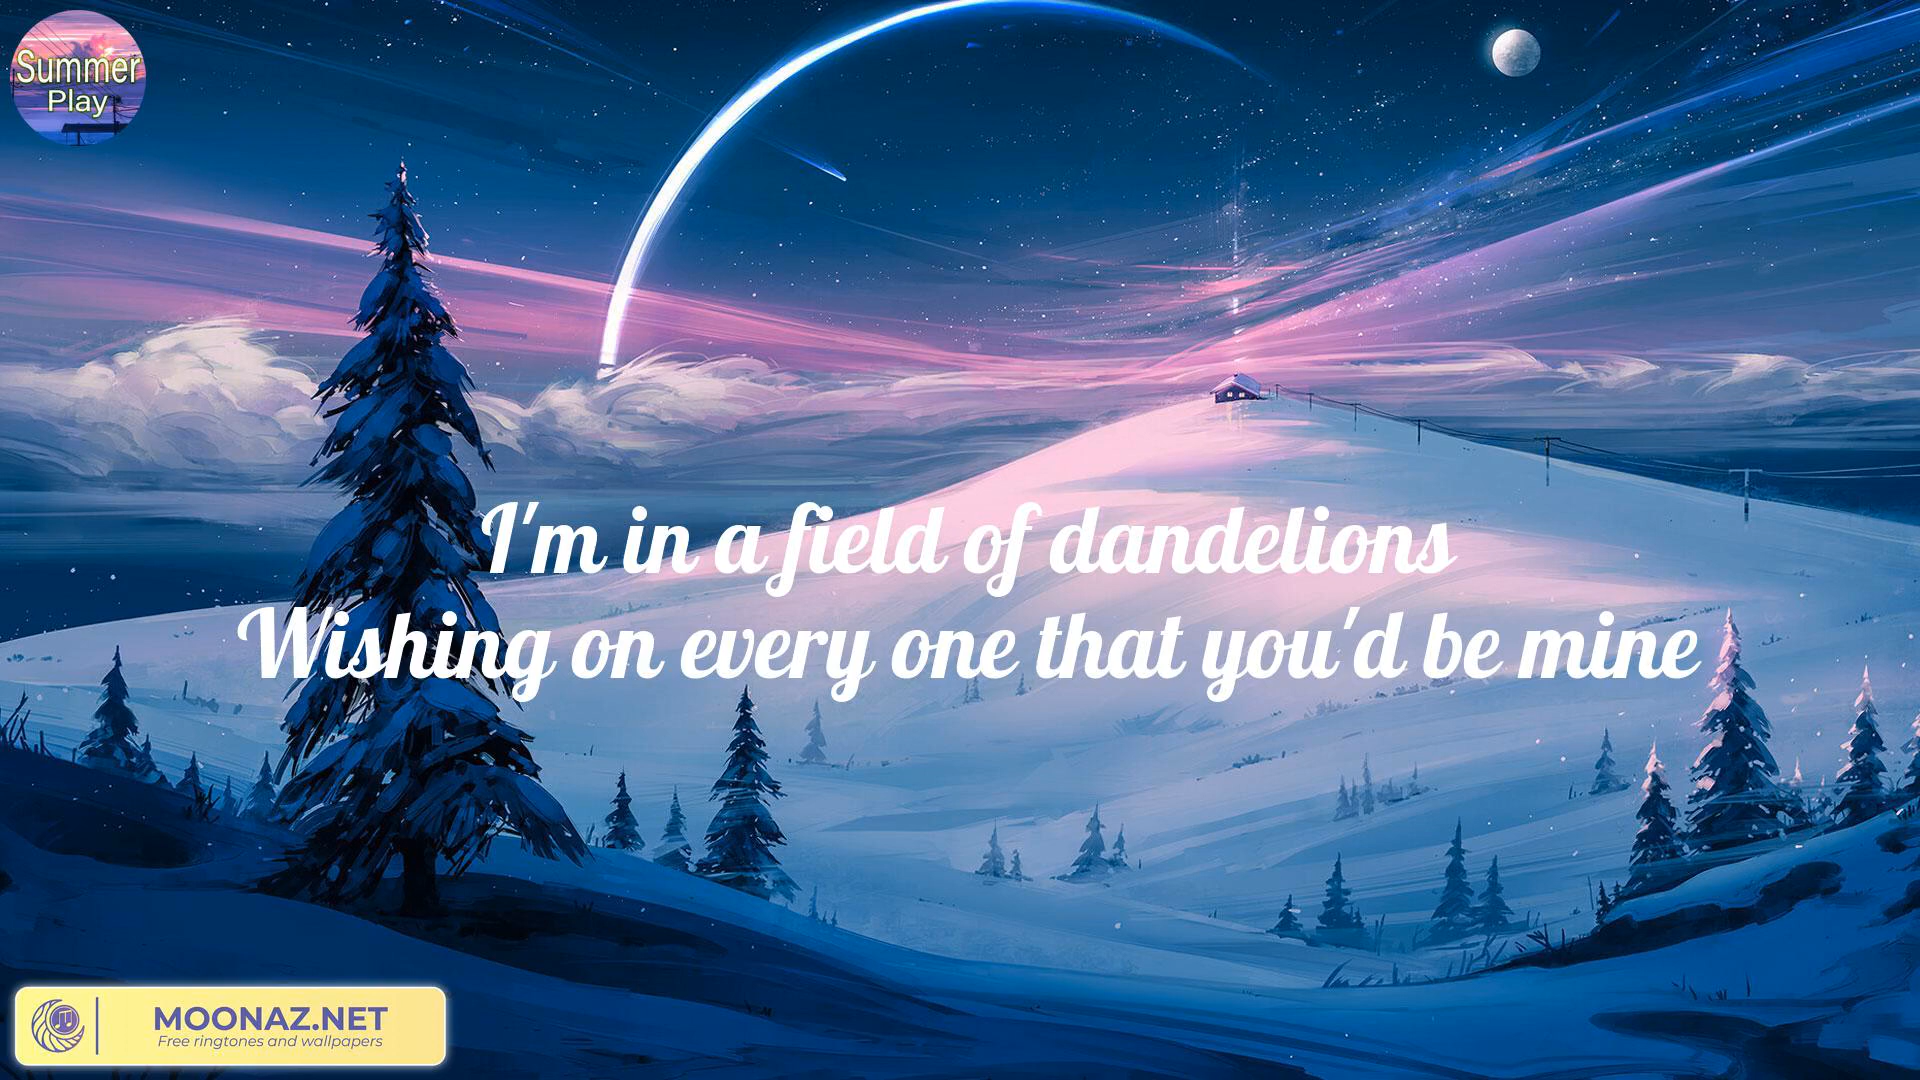 Summer
Play
I'm in a field of dandelions
Wishing on every one that you'd be mine
MOONAZ.NET
Free ringtones and wallpapers